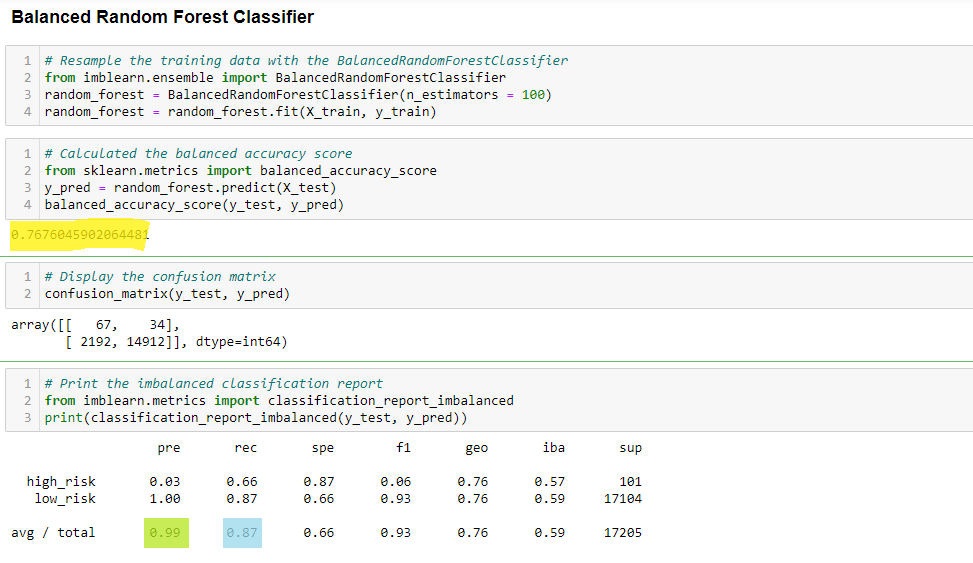 Balanced Random Forest Classifier
1 # Resample the training data with the BalancedRandomForestClassifier
2 from imblearn.ensemble import BalancedRandomForestClassifier
3 random_forest = BalancedRandomForestClassifier(n_estimators = 100)
4 random_forest = random_forest.fit(X_train, y_train)
1 # Calculated the balanced accuracy score
2 from sklearn.metrics import balanced_accuracy_score
3 y_pred = random_forest.predict(X_test)
4 balanced_accuracy_score(y_test, y_pred)
0.7676045902064481
1 # Display the confusion matrix
2 confusion_matrix(y_test, y_pred)
array([[   67,    34],
       [ 2192, 14912]], dtype=int64)
1 # Print the imbalanced classification report
2 from imblearn.metrics import classification_report_imbalanced
3 print(classification_report_imbalanced(y_test, y_pred))
pre rec spe f1 geo iba sup
high_risk 0.03 0.66 0.87 0.06 0.76 0.57 101
low_risk 1.00 0.87 0.66 0.93 0.76 0.59 17104
avg / total 0.99 0.87 0.66 0.93 0.76 0.59 17205